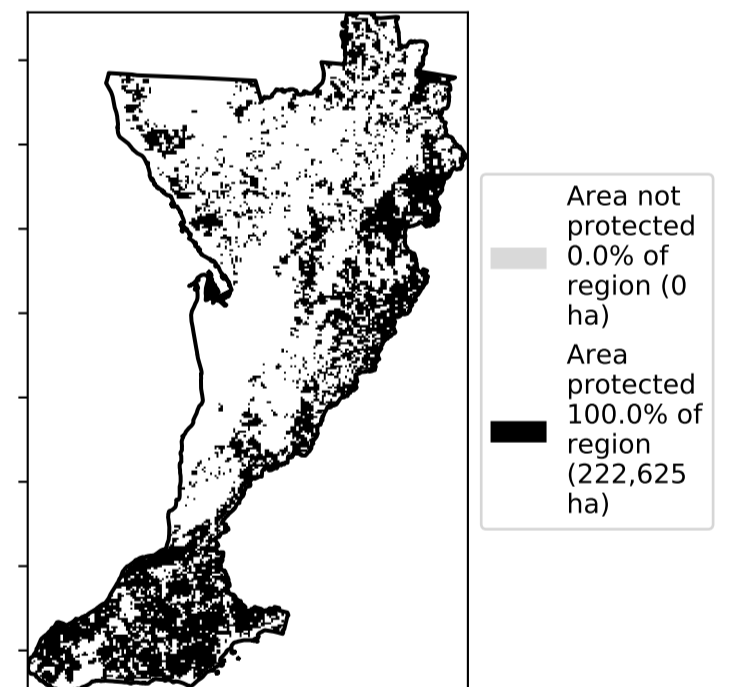 Area not
protected
0.0% of
region (0
ha)
Area
protected
100.0% of
region
(222,625
ha)